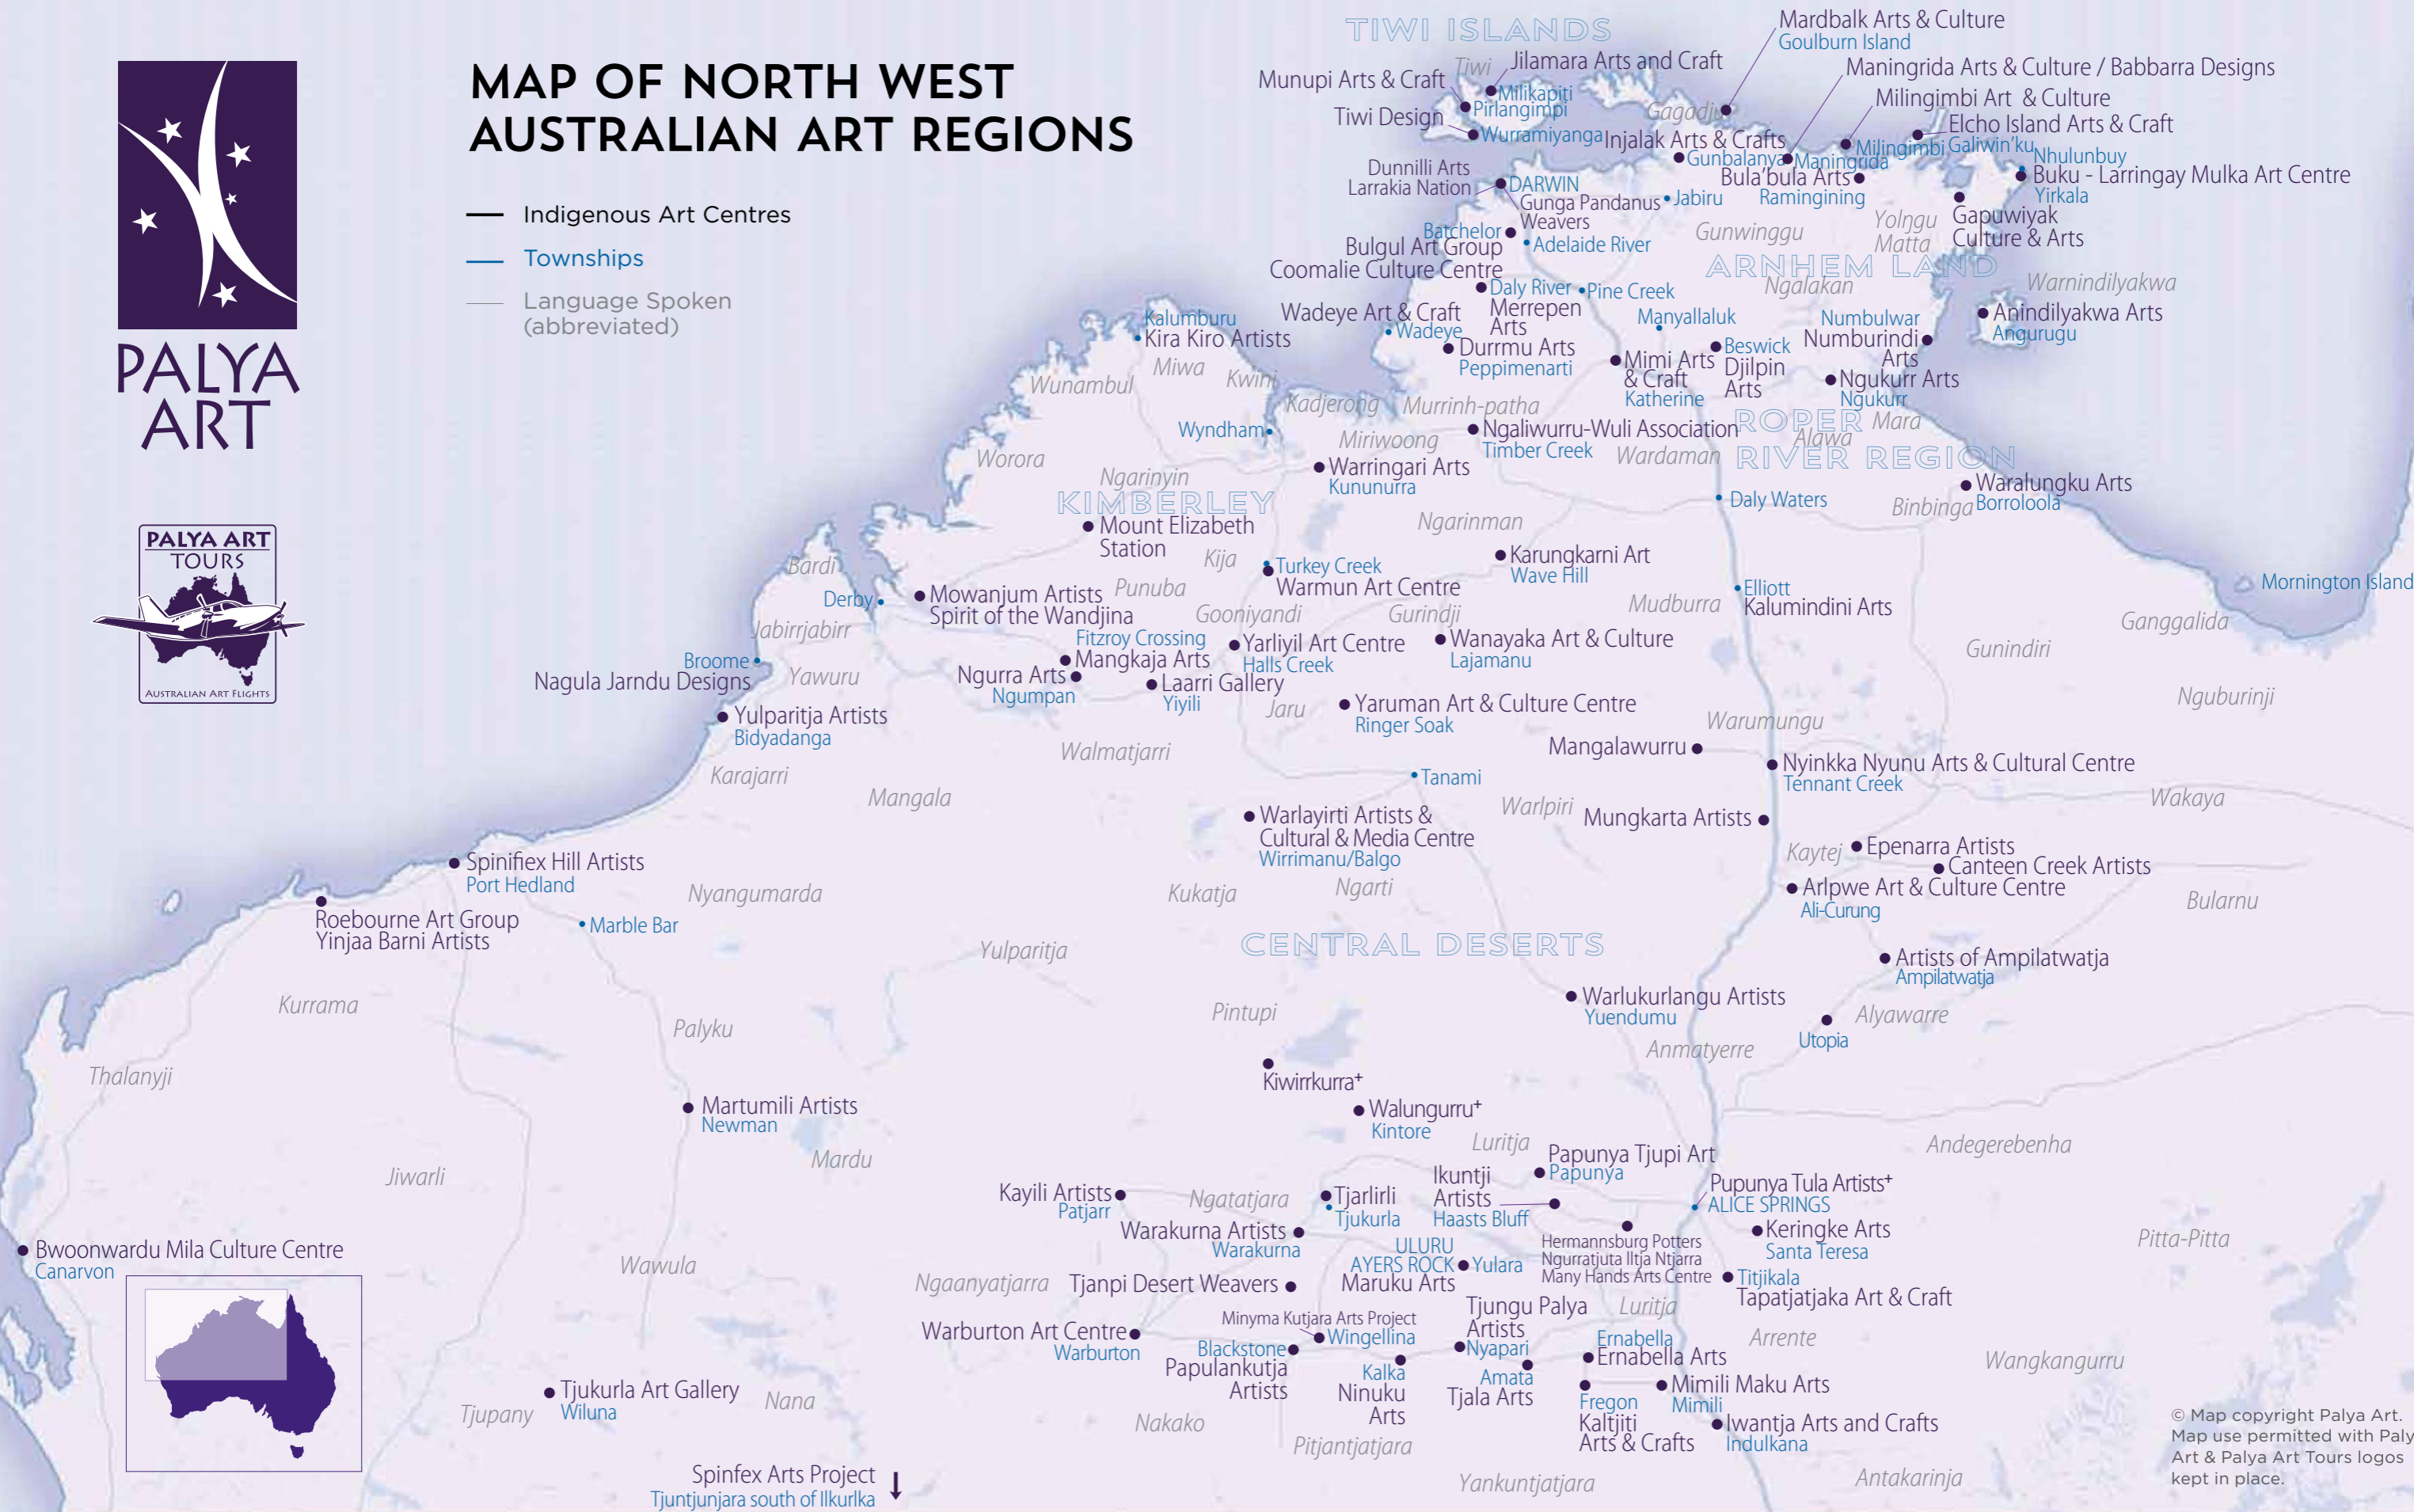 MAP OF NORTH WEST
AUSTRALIAN ART REGIONS
Indigenous Art Centres
Townships
Language Spoken
(abbreviated)
PALYA
ART
PALYA ART
TOURS
AUSTRALIAN ART FLIGHTS
TIWI ISLANDS
Tiwi
Mardbalk Arts & Culture
Goulburn Island
Jilamara Arts and Craft
Milikapiti
Munupi Arts & Craft
Pirlangimpi
Tiwi Design
Wurramiyanga
Maningrida Arts & Culture / Babbarra Designs
Maningrida
Milingimbi Art & Culture
Milingimbi
Elcho Island Arts & Craft
Galiwin'ku
Gagadju
Injalak Arts & Crafts
Gunbalanya
Nhulunbuy
Buku - Larringay Mulka Art Centre
Yirkala
Bula'bula Arts
Ramingining
Dunnilli Arts
Larrakia Nation
DARWIN
Gunga Pandanus
Weavers
Jabiru
Gapuwiyak
Culture & Arts
Yolŋgu
Matta
Gunwinggu
Batchelor
Bulgul Art Group
Coomalie Culture Centre
Adelaide River
ARNHEM LAND
Ngalakan
Warnindilyakwa
Daly River
Merrepen
Arts
Pine Creek
Wadeye Art & Craft
Wadeye
Manyallaluk
Numbulwar
Numburindi
Arts
Anindilyakwa Arts
Angurugu
Durrmu Arts
Peppimenarti
Mimi Arts
& Craft
Katherine
Beswick
Djilpin
Arts
Ngukurr Arts
Ngukurr
Kalumburu
Kira Kiro Artists
Miwa
Kwini
Wunambul
Kadjerong
Murrinh-patha
Wyndham
Miriwoong
Ngaliwurru-Wuli Association
Timber Creek
Wardaman
ROPER
RIVER REGION
Mara
Alawa
Worora
Ngarinyin
KIMBERLEY
Warringari Arts
Kununurra
Daly Waters
Binbinga
Waralungku Arts
Borroloola
Mount Elizabeth
Station
Ngarinman
Kija
Turkey Creek
Warmun Art Centre
Karungkarni Art
Wave Hill
Bardi
Derby
Mowanjum Artists
Spirit of the Wandjina
Punuba
Gooniyandi
Gurindji
Mudburra
Elliott
Kalumindini Arts
Mornington Island
Ganggalida
Gunindiri
Jabirrjabirr
Fitzroy Crossing
Mangkaja Arts
Yarliyil Art Centre
Halls Creek
Wanayaka Art & Culture
Lajamanu
Broome
Nagula Jarndu Designs
Yawuru
Ngurra Arts
Ngumpan
Laarri Gallery
Yiyili
Jaru
Yaruman Art & Culture Centre
Ringer Soak
Nguburinji
Yulparitja Artists
Bidyadanga
Walmatjarri
Warumungu
Mangalawurru
Karajarri
Mangala
Tanami
Nyinkka Nyunu Arts & Cultural Centre
Tennant Creek
Wakaya
Warlayirti Artists &
Cultural & Media Centre
Wirrimanu/Balgo
Warlpiri
Mungkarta Artists
Kaytej
Epenarra Artists
Canteen Creek Artists
Arlpwe Art & Culture Centre
Ali-Curung
Bularnu
Spinifiex Hill Artists
Port Hedland
Nyangumarda
Kukatja
Ngarti
Roebourne Art Group
Yinjaa Barni Artists
Marble Bar
Yulparitja
CENTRAL DESERTS
Artists of Ampilatwatja
Ampilatwatja
Kurrama
Palyku
Pintupi
Warlukurlangu Artists
Yuendumu
Utopia
Alyawarre
Anmatyerre
Thalanyji
Kiwirrkurra+
Walungurru+
Kintore
Martumili Artists
Newman
Mardu
Luritja
Andegerebenha
Jiwarli
Papunya Tjupi Art
Papunya
Ikuntji
Artists
Haasts Bluff
Pupunya Tula Artists+
ALICE SPRINGS
Kayili Artists
Patjarr
Ngatatjara
Tjarlirli
Tjukurla
Warakurna Artists
Warakurna
Keringke Arts
Santa Teresa
Pitta-Pitta
Bwoonwardu Mila Culture Centre
Canarvon
Wawula
Ngaanyatjarra
Tjanpi Desert Weavers
ULURU
AYERS ROCK
Yulara
Maruku Arts
Hermannsburg Potters
Ngurratjuta Iltja Ntjarra
Many Hands Arts Centre
Titjikala
Tapatjatjaka Art & Craft
Luritja
Warburton Art Centre
Warburton
Minyma Kutjara Arts Project
Wingellina
Blackstone
Papulankutja
Artists
Tjungu Palya
Artists
Nyapari
Kalka
Ninuku
Arts
Amata
Tjala Arts
Ernabella
Ernabella Arts
Arrente
Wangkangurru
Fregon
Kaltjiti
Arts & Crafts
Mimili Maku Arts
Mimili
Iwantja Arts and Crafts
Indulkana
Tjukurla Art Gallery
Wiluna
Tjupany
Nana
Nakako
Pitjantjatjara
Yankuntjatjara
Antakarinja
Spinfex Arts Project
Tjuntjunjara south of Ilkurlka
© Map copyright Palya Art.
Map use permitted with Paly
Art & Palya Art Tours logos
kept in place.